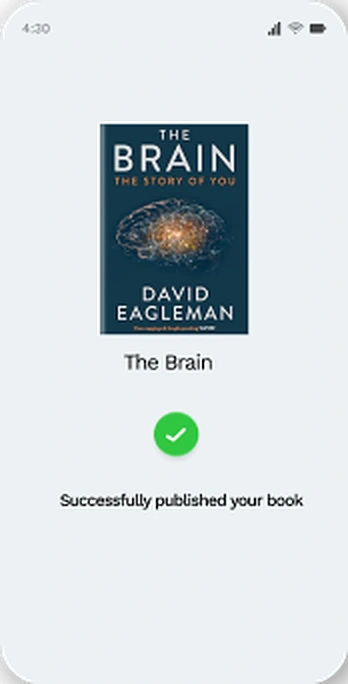 4:30
THE
BRAIN
THE STORY OF YOU
DAVID
EAGLEMAN
The Brain
Successfully published your book